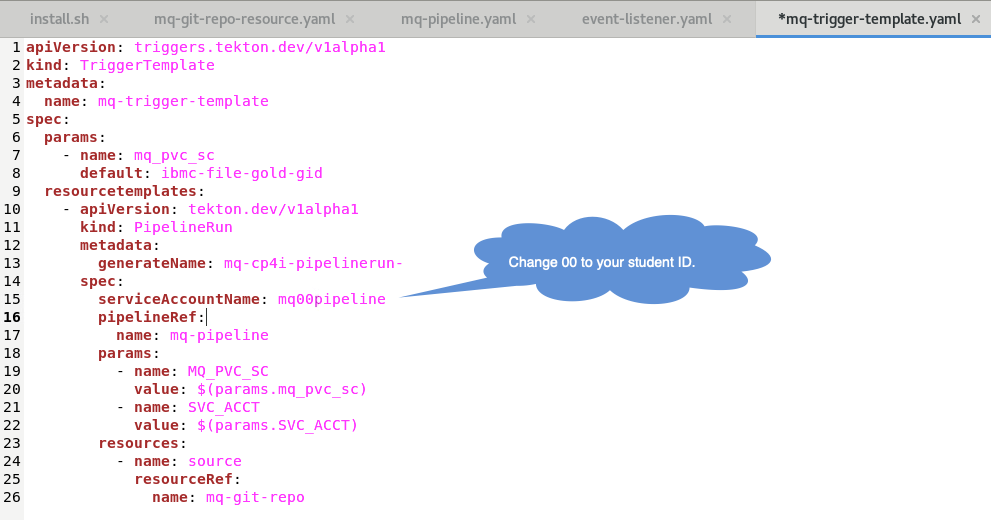 install.sh × mq-git-repo-resource.yaml × mq-pipeline.yaml × event-listener.yaml × *mq-trigger-template.yaml ×
1 apiVersion: triggers.tekton.dev/v1alpha1
2 kind: TriggerTemplate
3 metadata:
4   name: mq-trigger-template
5 spec:
6   params:
7     - name: mq_pvc_sc
8       default: ibmc-file-gold-gid
9   resourcetemplates:
10     - apiVersion: tekton.dev/v1alpha1
11       kind: PipelineRun
12       metadata:
13         generateName: mq-cp4i-pipelinerun-
14       spec:
15         serviceAccountName: mq00pipeline
16         pipelineRef:
17           name: mq-pipeline
18         params:
19           - name: MQ_PVC_SC
20             value: $(params.mq_pvc_sc)
21           - name: SVC_ACCT
22             value: $(params.SVC_ACCT)
23         resources:
24           - name: source
25             resourceRef:
26               name: mq-git-repo
Change 00 to your student ID.